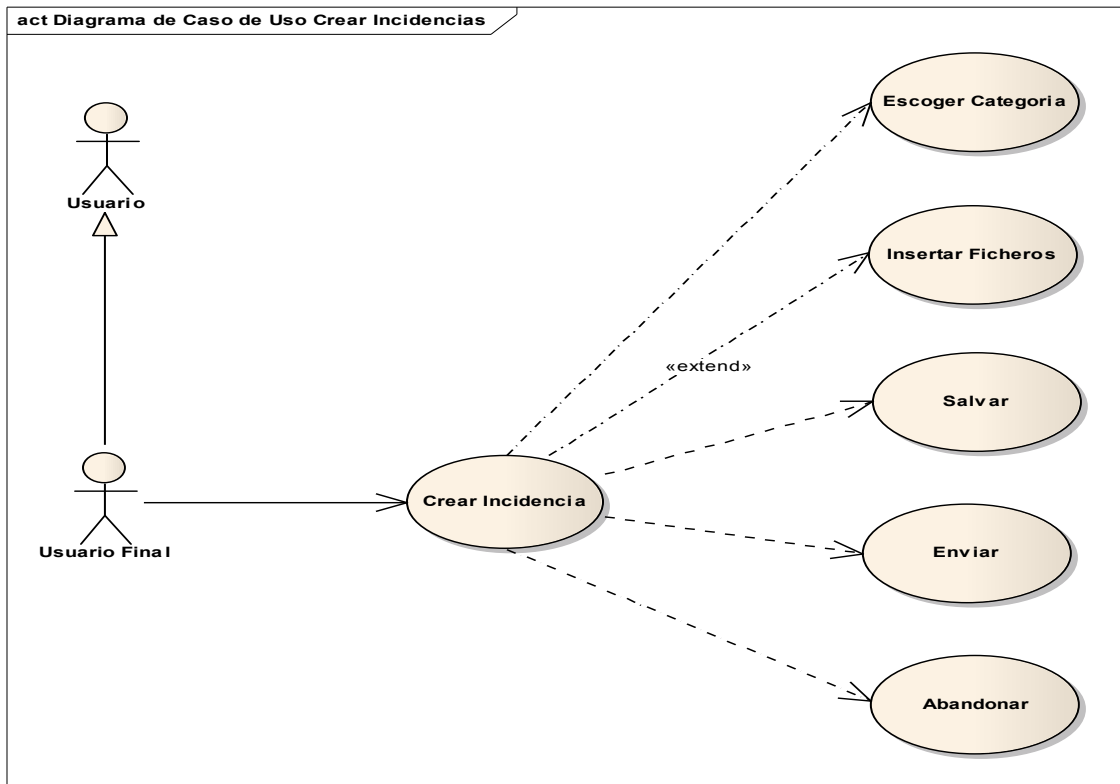 act Diagrama de Caso de Uso Crear Incidencias
Escoger Categoria
Usuario
Insertar Ficheros
«extend»
Salvar
Crear Incidencia
Usuario Final
Enviar
Abandonar